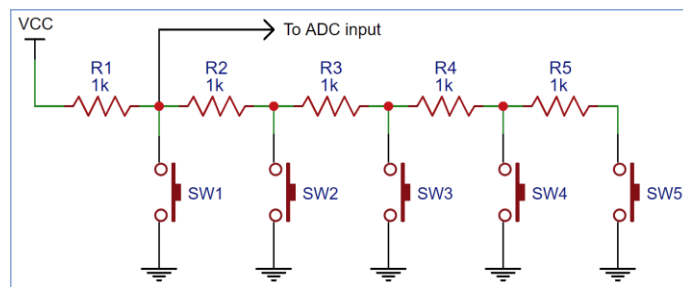 VCC
To ADC input
R1
1k
R2
1k
R3
1k
R4
1k
R5
1k
SW1
SW2
SW3
SW4
SW5